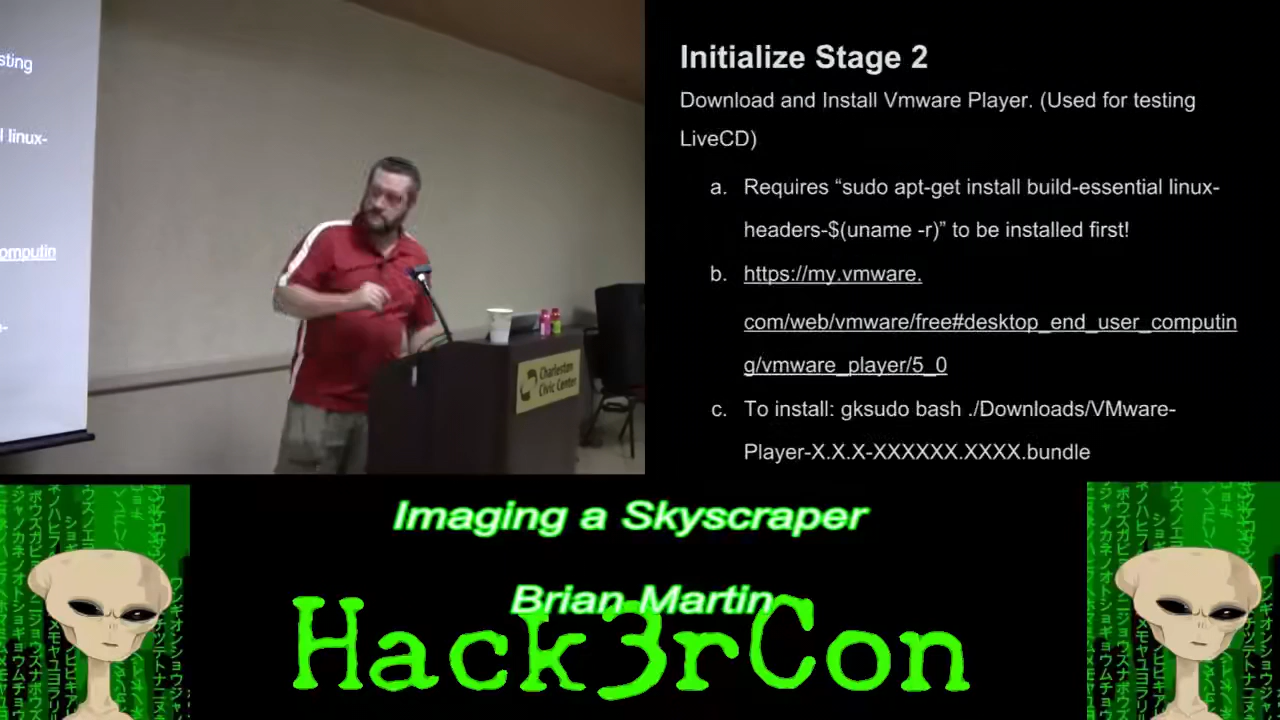 sting
l linux-
omputin
Charleston
Civic Center
Initialize Stage 2
Download and Install Vmware Player. (Used for testing
LiveCD)
a. Requires “sudo apt-get install build-essential linux-
headers-$(uname -r)” to be installed first!
b. https://my.vmware.
com/web/vmware/free#desktop_end_user_computin
g/vmware_player/5_0
c. To install: gksudo bash ./Downloads/VMware-
Player-X.X.X-XXXXXX.XXXX.bundle
Imaging a Skyscraper
Brian Martin
Hack3rCon